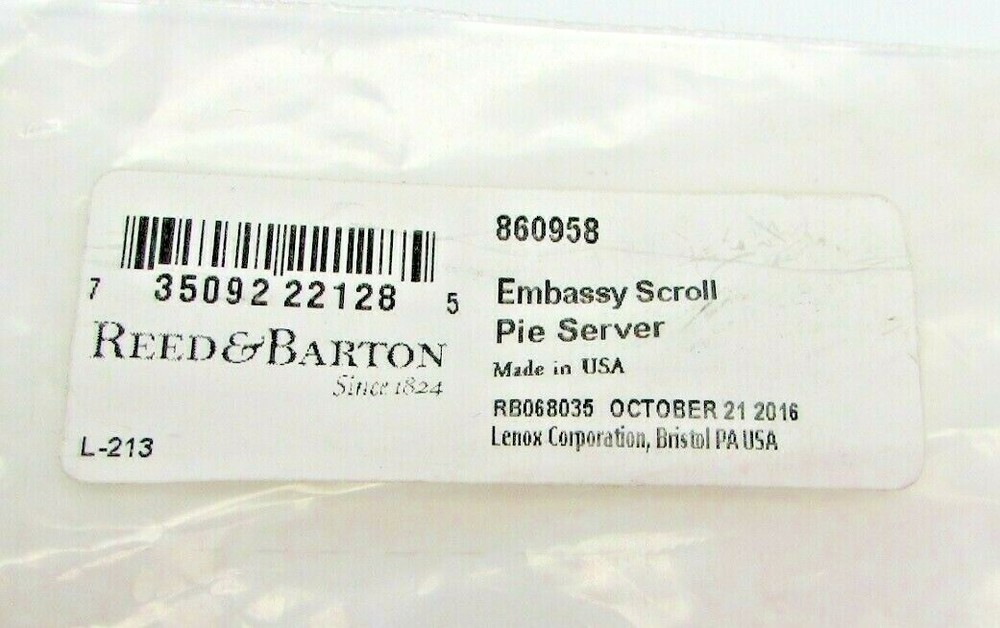 7 35092 22128 5
REED&BARTON
Since 1824
L-213
860958
Embassy Scroll
Pie Server
Made in USA
RB068035 OCTOBER 21 2016
Lenox Corporation, Bristol PA USA